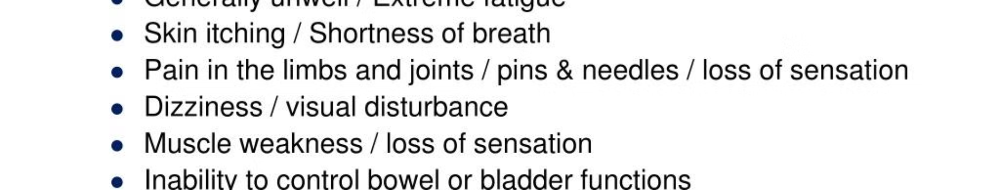 • Generally unwell / Extreme fatigue
• Skin itching / Shortness of breath
• Pain in the limbs and joints / pins & needles / loss of sensation
• Dizziness / visual disturbance
• Muscle weakness / loss of sensation
• Inability to control bowel or bladder functions